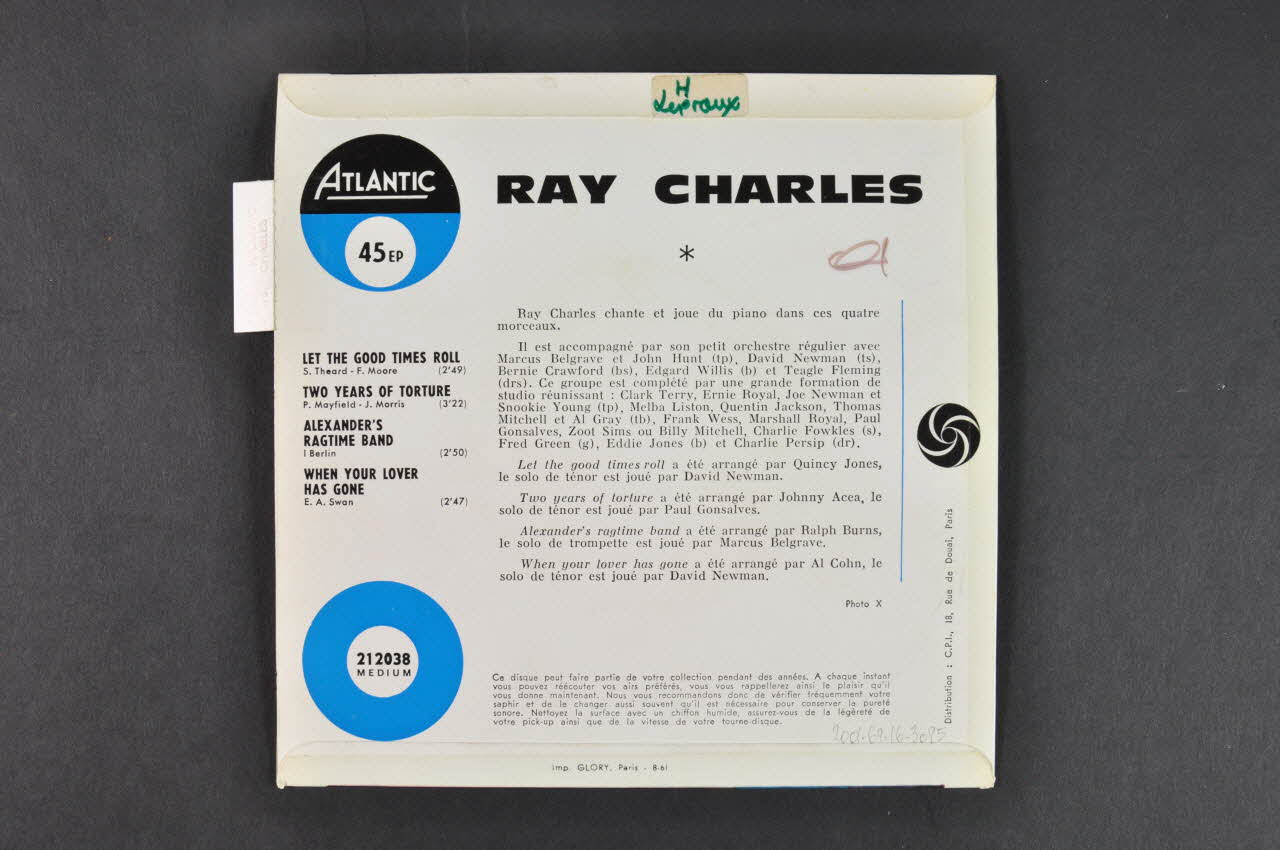 H
Lepraux
ATLANTIC
45 EP
RAY CHARLES
*
LET THE GOOD TIMES ROLL
S. Theard - F. Moore (2'49)
TWO YEARS OF TORTURE
P. Mayfield - J. Morris (3'22)
ALEXANDER'S
RAGTIME BAND
I Berlin (2'50)
WHEN YOUR LOVER
HAS GONE
E. A. Swan (2'47)
Ray Charles chante et joue du piano dans ces quatre
morceaux.
Il est accompagné par son petit orchestre régulier avec
Marcus Belgrave et John Hunt (tp), David Newman (ts),
Bernie Crawford (bs), Edgard Willis (b) et Teagle Fleming
(drs). Ce groupe est complété par une grande formation de
studio réunissant : Clark Terry, Ernie Royal, Joe Newman et
Snookie Young (tp), Melba Liston, Quentin Jackson, Thomas
Mitchell et Al Gray (tb), Frank Wess, Marshall Royal, Paul
Gonsalves, Zoot Sims ou Billy Mitchell, Charlie Fowkles (s),
Fred Green (g), Eddie Jones (b) et Charlie Persip (dr).
Let the good times roll a été arrangé par Quincy Jones,
le solo de ténor est joué par David Newman.
Two years of torture a été arrangé par Johnny Acea, le
solo de ténor est joué par Paul Gonsalves.
Alexander's ragtime band a été arrangé par Ralph Burns,
le solo de trompette est joué par Marcus Belgrave.
When your lover has gone a été arrangé par Al Cohn, le
solo de ténor est joué par David Newman.
Photo X
Distribution : C.P.I., 18, Rue de Douai, Paris
212038
MEDIUM
Ce disque peut faire partie de votre collection pendant des années. A chaque instant
vous pouvez réécouter vos airs préférés, vous vous rappellerez ainsi le plaisir qu'il
vous donne maintenant. Nous vous recommandons donc de vérifier fréquemment votre
saphir et de le changer aussi souvent qu'il est nécessaire pour conserver la pureté
sonore. Nettoyez la surface avec un chiffon humide, assurez-vous de la légèreté de
votre pick-up ainsi que de la vitesse de votre tourne-disque.
imp. GLORY, Paris - 8-61